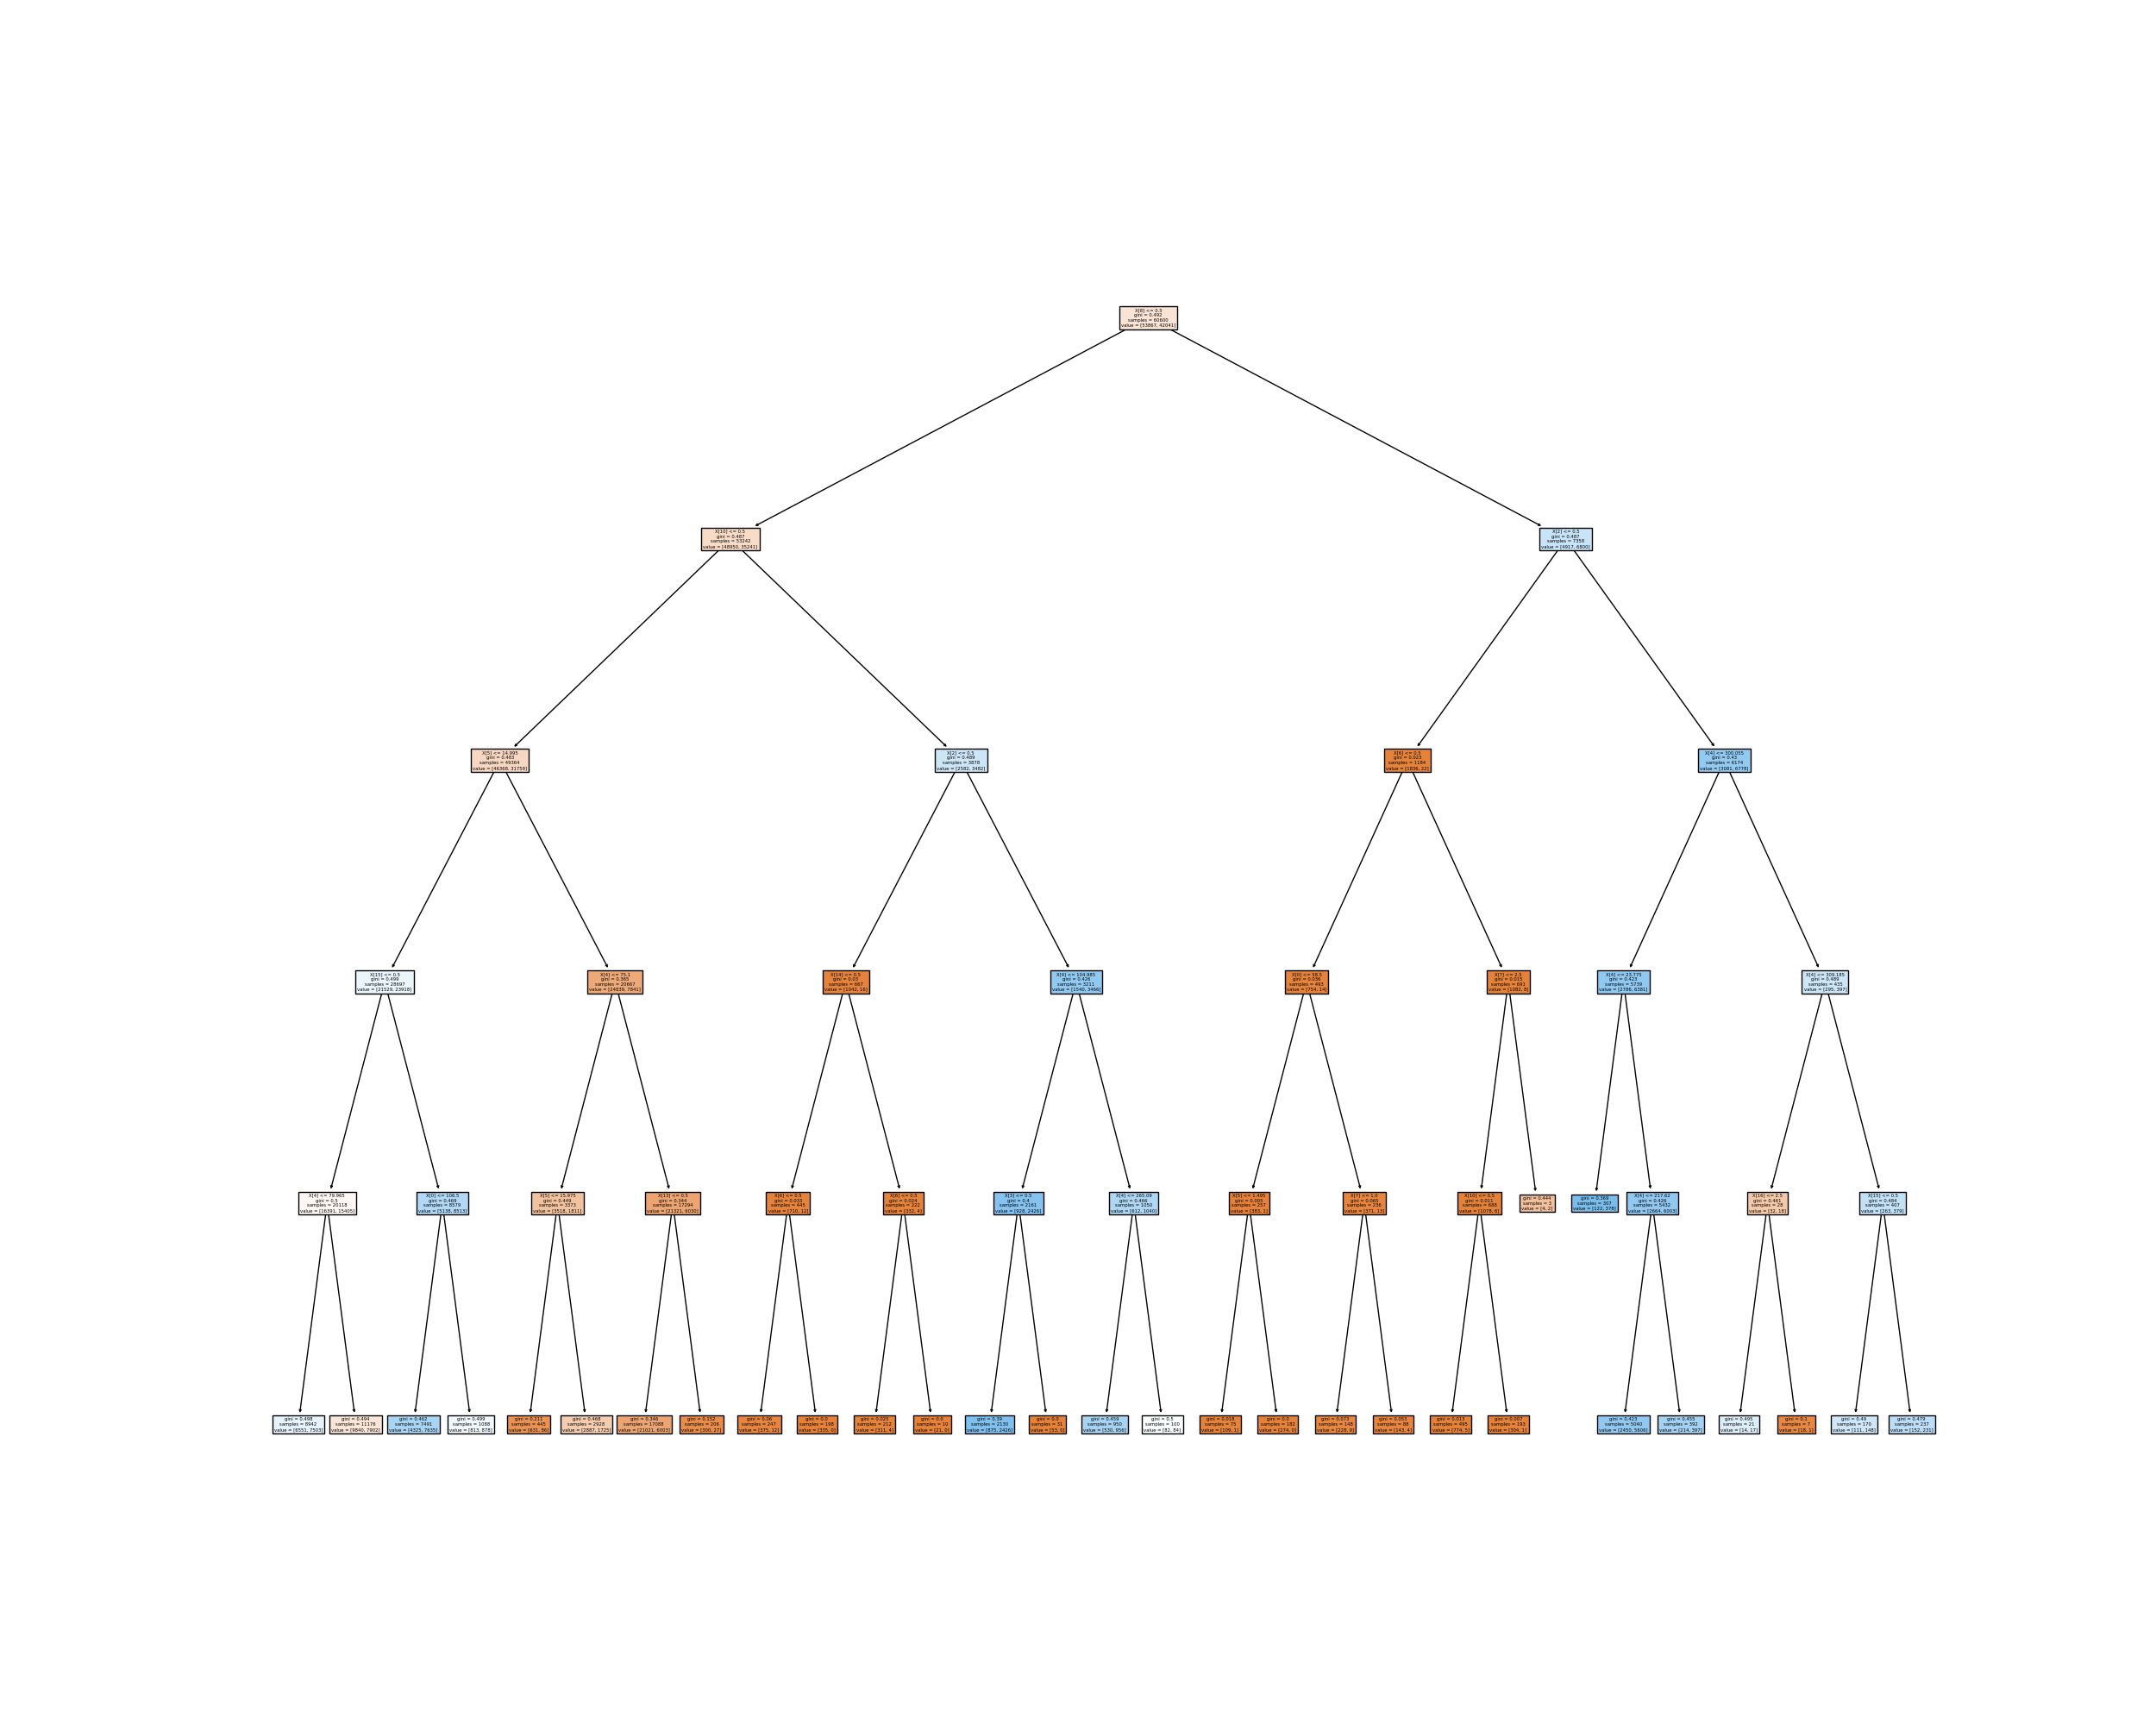 X[8] <= 0.5
gini = 0.492
samples = 60600
value = [53867, 42041]
X[10] <= 0.5
gini = 0.487
samples = 53242
value = [48950, 35241]
X[2] <= 0.5
gini = 0.487
samples = 7358
value = [4917, 6800]
X[5] <= 14.995
gini = 0.483
samples = 49364
value = [46368, 31759]
X[2] <= 0.5
gini = 0.489
samples = 3878
value = [2582, 3482]
X[6] <= 0.5
gini = 0.023
samples = 1184
value = [1836, 22]
X[4] <= 300.055
gini = 0.43
samples = 6174
value = [3081, 6778]
X[15] <= 0.5
gini = 0.499
samples = 28697
value = [21529, 23918]
X[4] <= 75.1
gini = 0.365
samples = 20667
value = [24839, 7841]
X[14] <= 0.5
gini = 0.03
samples = 667
value = [1042, 16]
X[4] <= 104.985
gini = 0.426
samples = 3211
value = [1540, 3466]
X[0] <= 58.5
gini = 0.036
samples = 493
value = [754, 14]
X[7] <= 2.5
gini = 0.015
samples = 691
value = [1082, 8]
X[4] <= 23.775
gini = 0.423
samples = 5739
value = [2786, 6381]
X[4] <= 309.185
gini = 0.489
samples = 435
value = [295, 397]
X[4] <= 79.965
gini = 0.5
samples = 20118
value = [16391, 15405]
X[0] <= 106.5
gini = 0.469
samples = 8579
value = [5138, 8513]
X[5] <= 15.975
gini = 0.449
samples = 3373
value = [3518, 1811]
X[13] <= 0.5
gini = 0.344
samples = 17294
value = [21321, 6030]
X[6] <= 0.5
gini = 0.033
samples = 445
value = [710, 12]
gini = 0.024
samples = 222
value = [332, 4]
X[3] <= 0.5
gini = 0.4
samples = 2161
value = [928, 2426]
X[4] <= 265.09
gini = 0.466
samples = 1050
value = [612, 1040]
X[5] <= 1.495
gini = 0.005
samples = 257
value = [383, 1]
X[7] <= 1.0
gini = 0.065
samples = 236
value = [371, 13]
X[10] <= 0.5
gini = 0.011
samples = 688
value = [1078, 6]
gini = 0.444
samples = 3
value = [4, 2]
gini = 0.369
samples = 307
value = [122, 378]
X[4] <= 217.62
gini = 0.426
samples = 5432
value = [2664, 6003]
X[16] <= 2.5
gini = 0.461
samples = 28
value = [32, 18]
X[15] <= 0.5
gini = 0.484
samples = 407
value = [263, 379]
gini = 0.498
samples = 8942
value = [6551, 7503]
gini = 0.494
samples = 11176
value = [9840, 7902]
gini = 0.462
samples = 7491
value = [4325, 7635]
gini = 0.499
samples = 1088
value = [813, 878]
gini = 0.211
samples = 445
value = [631, 86]
gini = 0.468
samples = 2928
value = [2887, 1725]
gini = 0.346
samples = 17088
value = [21021, 6003]
gini = 0.152
samples = 206
value = [300, 27]
gini = 0.06
samples = 247
value = [375, 12]
gini = 0.0
samples = 198
value = [335, 0]
gini = 0.025
samples = 212
value = [311, 4]
gini = 0.0
samples = 10
value = [21, 0]
gini = 0.39
samples = 2130
value = [875, 2426]
gini = 0.0
samples = 31
value = [53, 0]
gini = 0.459
samples = 950
value = [530, 956]
gini = 0.5
samples = 100
value = [82, 84]
gini = 0.018
samples = 75
value = [109, 1]
gini = 0.0
samples = 182
value = [274, 0]
gini = 0.073
samples = 148
value = [228, 9]
gini = 0.053
samples = 88
value = [143, 4]
gini = 0.013
samples = 495
value = [774, 5]
gini = 0.007
samples = 193
value = [304, 1]
gini = 0.423
samples = 5040
value = [2450, 5606]
gini = 0.455
samples = 392
value = [214, 397]
gini = 0.495
samples = 21
value = [14, 17]
gini = 0.1
samples = 7
value = [18, 1]
gini = 0.49
samples = 170
value = [111, 148]
gini = 0.479
samples = 237
value = [152, 231]